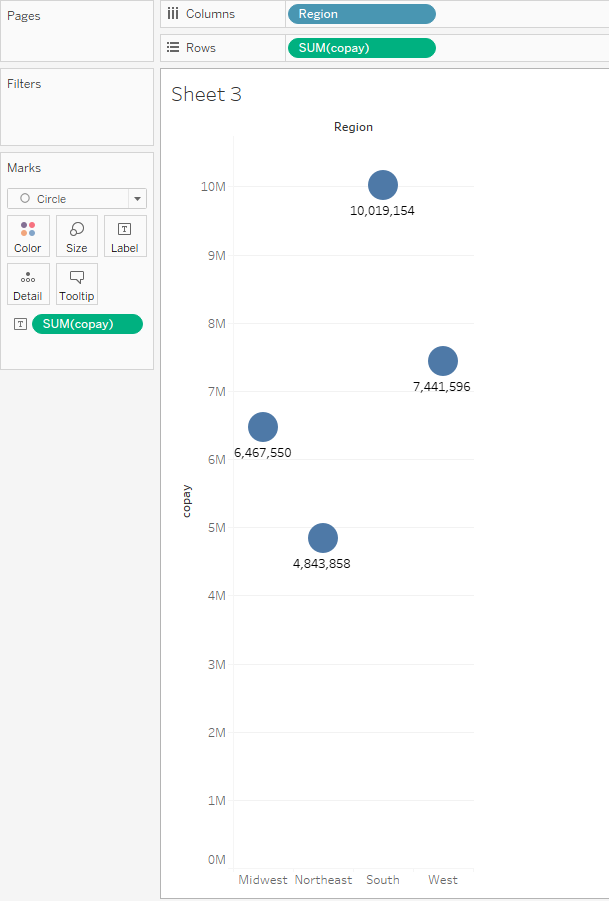 Pages
Columns
Region
Rows
SUM(copay)
Filters
Marks
Circle
Color
Size
Label
Detail
Tooltip
SUM(copay)
Sheet 3
Region
10M
10,019,154
9M
8M
7,441,596
7M
6,467,550
6M
copay
5M
4,843,858
4M
3M
2M
1M
0M
Midwest Northeast South West